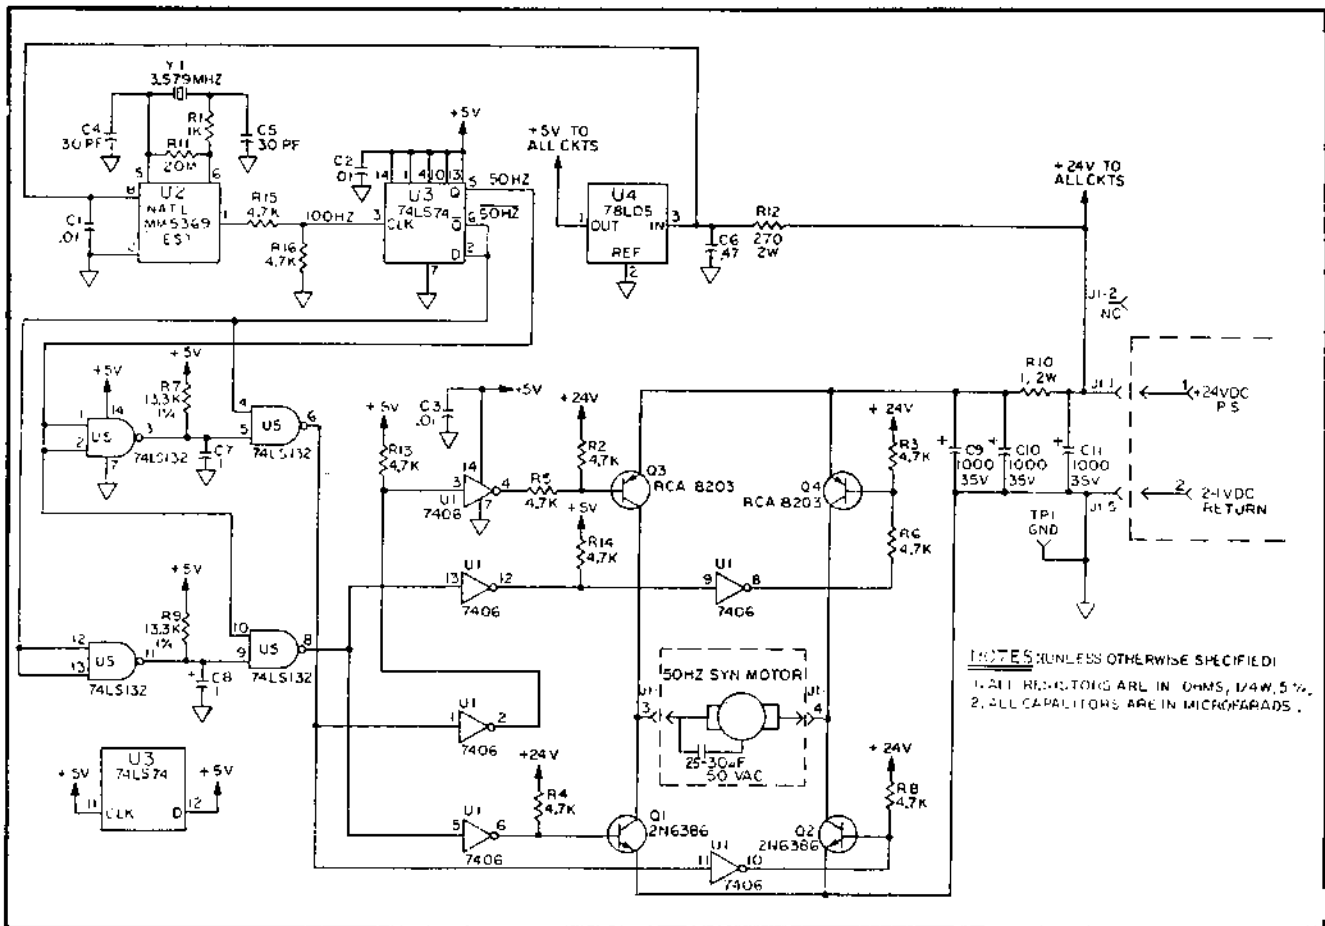 Y1
3.579MHZ
C4
30 PF
R1
1K
C5
30 PF
R11
20M
5
6
8
U2
NAT'L
MM5369
EST
1
2
C1
.01
R15
4.7K
100HZ
R16
4.7K
+5V
C2
.01
14
1
4
10
13
U3
74LS74
3
CLK
Q
5
50HZ
Q
6
50HZ
D
2
7
+5V TO
ALL CKTS
U4
78L05
1
OUT
IN
3
REF
2
C6
.47
R12
270
2W
+24V TO
ALL CKTS
J1-2
NC
+5V
14
1
2
U5
3
7
74LS132
+5V
R7
13.3K
1%
C7
1
4
5
U5
6
74LS132
+5V
R13
4.7K
C3
.01
+5V
14
3
4
7
U1
7406
R5
4.7K
+24V
R2
4.7K
Q3
RCA 8203
Q4
RCA 8203
+24V
R3
4.7K
R6
4.7K
+5V
R14
4.7K
13
U1
12
7406
9
U1
8
7406
C9
1000
35V
C10
1000
35V
C11
1000
35V
R10
1, 2W
J1-1
1
+24VDC
P.S
2
24VDC
RETURN
J1-5
TP1
GND
12
13
U5
11
74LS132
+5V
R9
13.3K
1%
C8
1
10
9
U5
8
74LS132
1
U1
2
7406
5
U1
6
7406
+24V
R4
4.7K
Q1
2N6386
50HZ SYN MOTOR
J1-
3
J1-
4
25-30uF
50 VAC
Q2
2N6386
+24V
R8
4.7K
11
U1
10
7406
U3
74LS74
+5V
11
CLK
D
12
+5V
NOTES (UNLESS OTHERWISE SPECIFIED)
1. ALL RESISTORS ARE IN OHMS, 1/4W, 5%.
2. ALL CAPACITORS ARE IN MICROFARADS.